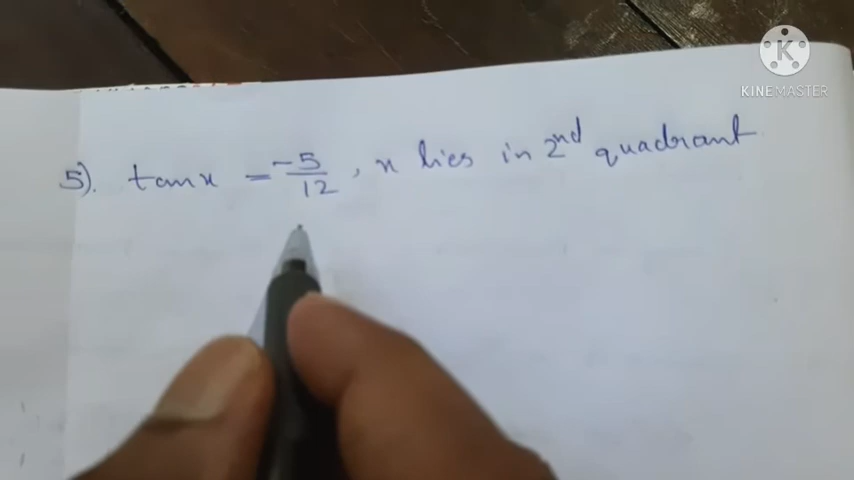 KINEMASTER
5). tan x = -5/12, x lies in 2nd quadrant